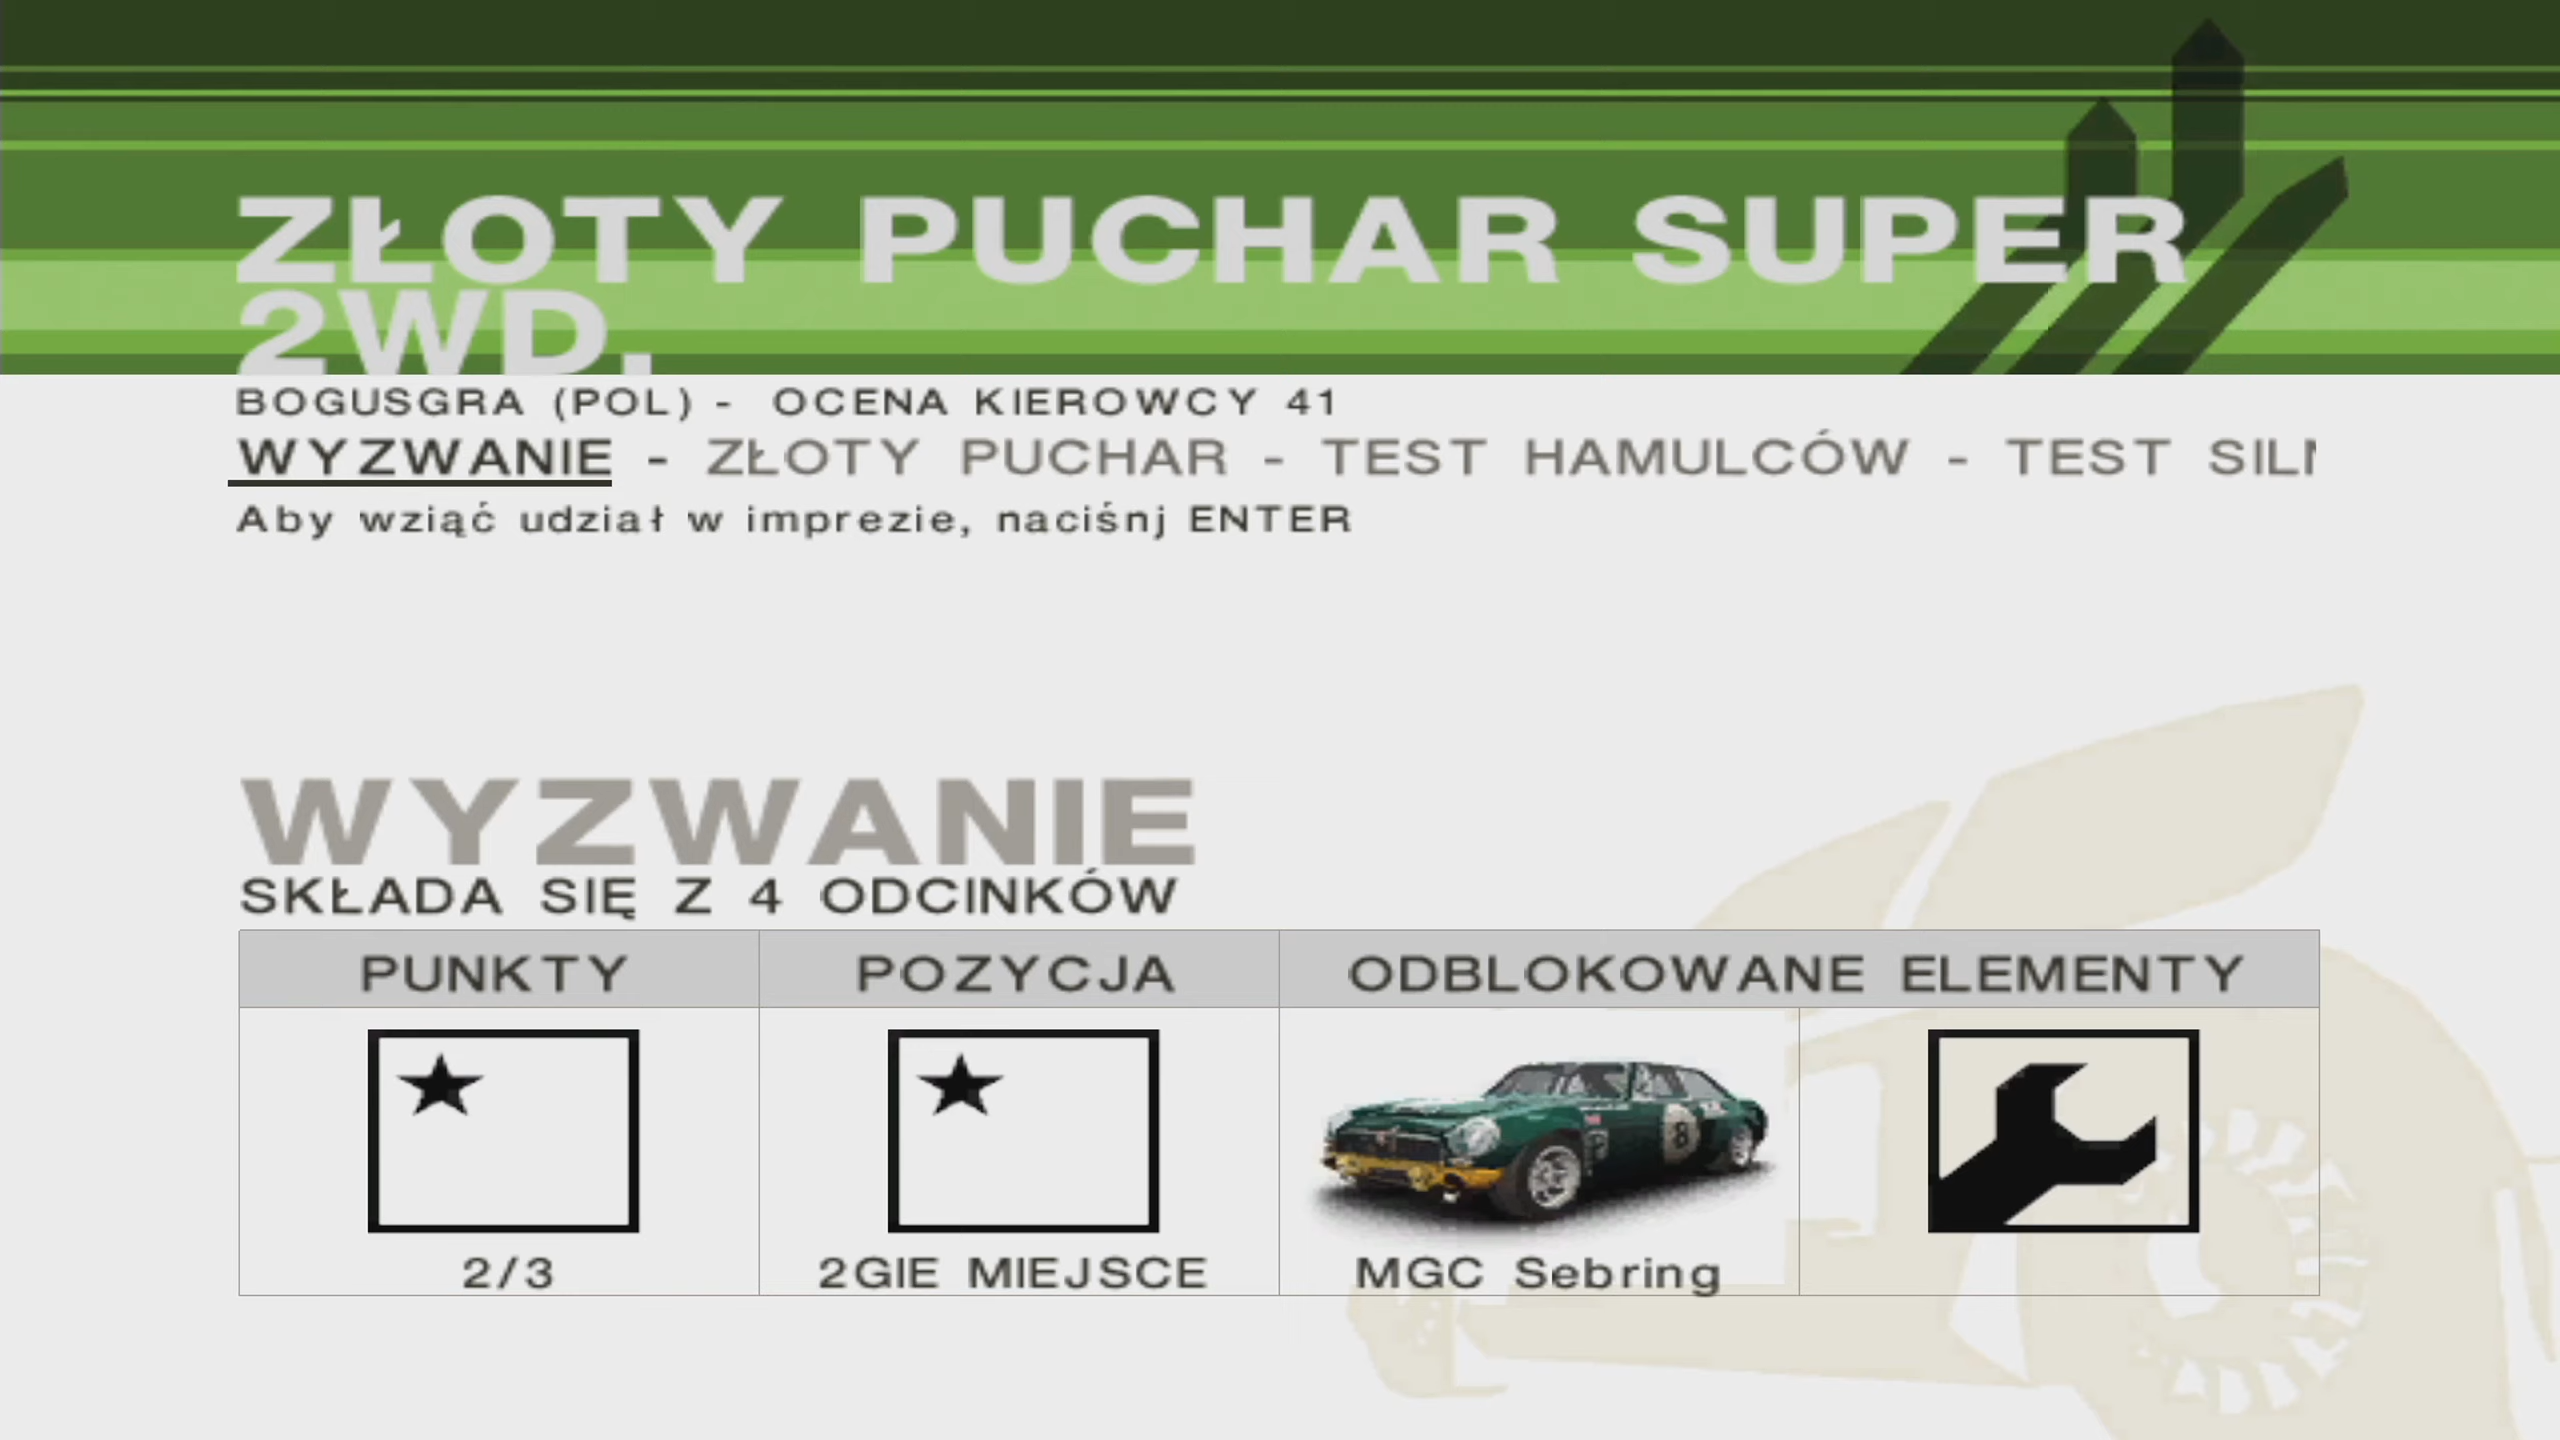 ZŁOTY PUCHAR SUPER
2WD.
BOGUSGRA (POL) - OCENA KIEROWCY 41
WYZWANIE - ZŁOTY PUCHAR - TEST HAMULCÓW - TEST
Aby wziąć udział w imprezie, naciśnj ENTER
WYZWANIE
SKŁADA SIĘ Z 4 ODCINKÓW
PUNKTY POZYCJA ODBLOKOWANE ELEMENTY
8
2/3 2GIE MIEJSCE MGC Sebring